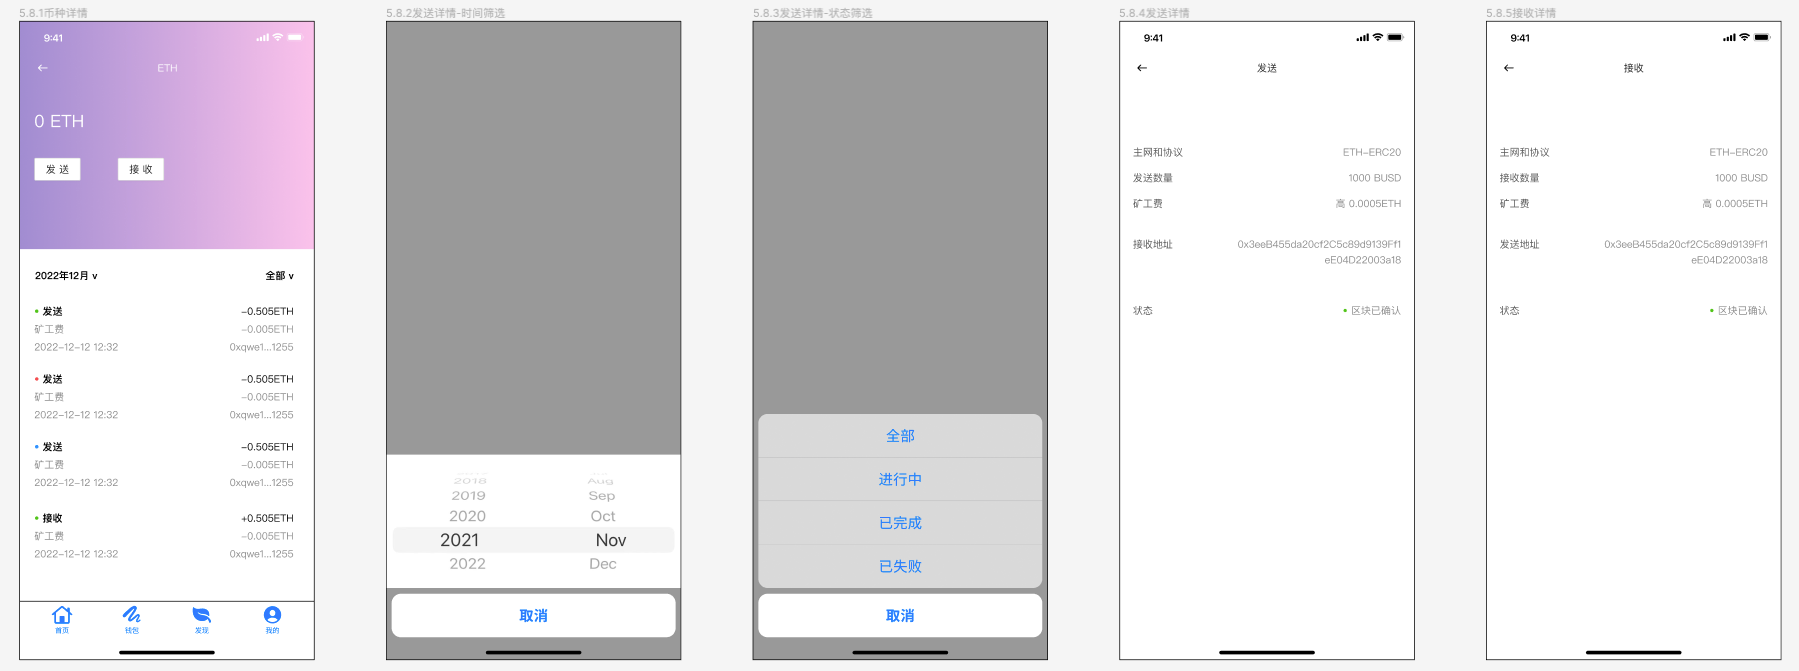 5.8.1币种详情
9:41
ETH
0 ETH
发 送
接 收
2022年12月 v
全部 v
发送
-0.505ETH
矿工费
-0.005ETH
2022-12-12 12:32
0xqwe1...1255
发送
-0.505ETH
矿工费
-0.005ETH
2022-12-12 12:32
0xqwe1...1255
发送
-0.505ETH
矿工费
-0.005ETH
2022-12-12 12:32
0xqwe1...1255
接收
+0.505ETH
矿工费
-0.005ETH
2022-12-12 12:32
0xqwe1...1255
首页
钱包
发现
我的
5.8.2发送详情-时间筛选
2018
Aug
2019
Sep
2020
Oct
2021
Nov
2022
Dec
取消
5.8.3发送详情-状态筛选
全部
进行中
已完成
已失败
取消
5.8.4发送详情
9:41
发送
主网和协议
ETH-ERC20
发送数量
1000 BUSD
矿工费
高 0.0005ETH
接收地址
0x3eeB455da20cf2C5c89d9139Ff1
eE04D22003a18
状态
区块已确认
5.8.5接收详情
9:41
接收
主网和协议
ETH-ERC20
接收数量
1000 BUSD
矿工费
高 0.0005ETH
发送地址
0x3eeB455da20cf2C5c89d9139Ff1
eE04D22003a18
状态
区块已确认